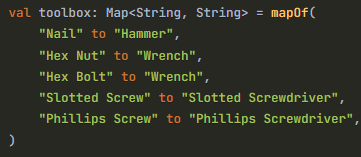 val toolbox: Map<String, String> = mapOf(
"Nail" to "Hammer",
"Hex Nut" to "Wrench",
"Hex Bolt" to "Wrench",
"Slotted Screw" to "Slotted Screwdriver",
"Phillips Screw" to "Phillips Screwdriver",
)